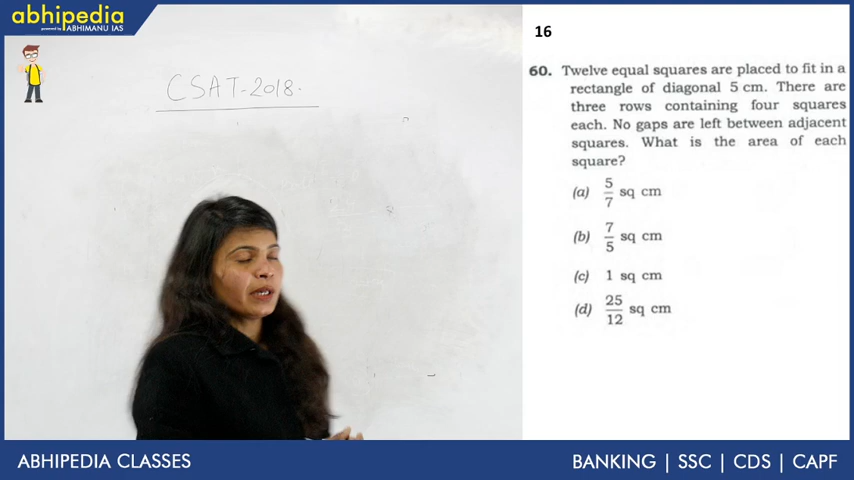 abhipedia
powered by ABHIMANU IAS
CSAT-2018.
16
60. Twelve equal squares are placed to fit in a
rectangle of diagonal 5 cm. There are
three rows containing four squares
each. No gaps are left between adjacent
squares. What is the area of each
square?
(a) 5/7 sq cm
(b) 7/5 sq cm
(c) 1 sq cm
(d) 25/12 sq cm
ABHIPEDIA CLASSES
BANKING | SSC | CDS | CAPF